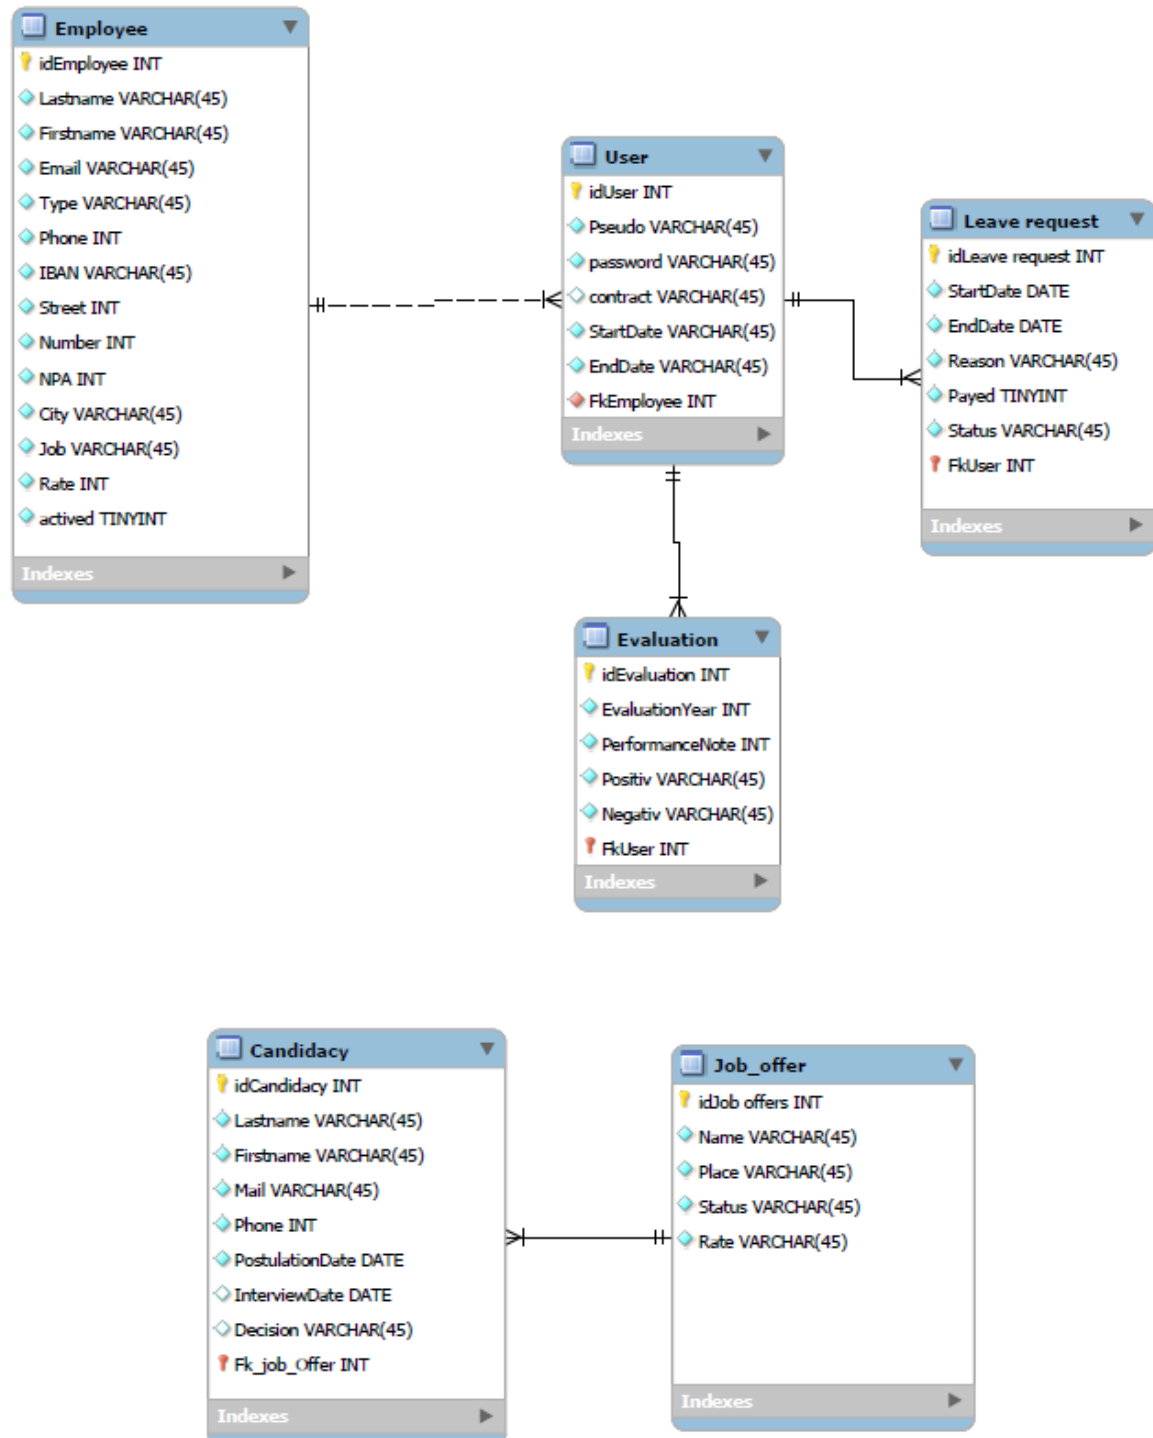 Employee
idEmployee INT
Lastname VARCHAR(45)
Firstname VARCHAR(45)
Email VARCHAR(45)
Type VARCHAR(45)
Phone INT
IBAN VARCHAR(45)
Street INT
Number INT
NPA INT
City VARCHAR(45)
Job VARCHAR(45)
Rate INT
actived TINYINT
Indexes
User
idUser INT
Pseudo VARCHAR(45)
password VARCHAR(45)
contract VARCHAR(45)
StartDate VARCHAR(45)
EndDate VARCHAR(45)
FkEmployee INT
Indexes
Leave request
idLeave request INT
StartDate DATE
EndDate DATE
Reason VARCHAR(45)
Payed TINYINT
Status VARCHAR(45)
FkUser INT
Indexes
Evaluation
idEvaluation INT
EvaluationYear INT
PerformanceNote INT
Positiv VARCHAR(45)
Negativ VARCHAR(45)
FkUser INT
Indexes
Candidacy
idCandidacy INT
Lastname VARCHAR(45)
Firstname VARCHAR(45)
Mail VARCHAR(45)
Phone INT
PostulationDate DATE
InterviewDate DATE
Decision VARCHAR(45)
Fk_job_Offer INT
Indexes
Job_offer
idJob offers INT
Name VARCHAR(45)
Place VARCHAR(45)
Status VARCHAR(45)
Rate VARCHAR(45)
Indexes